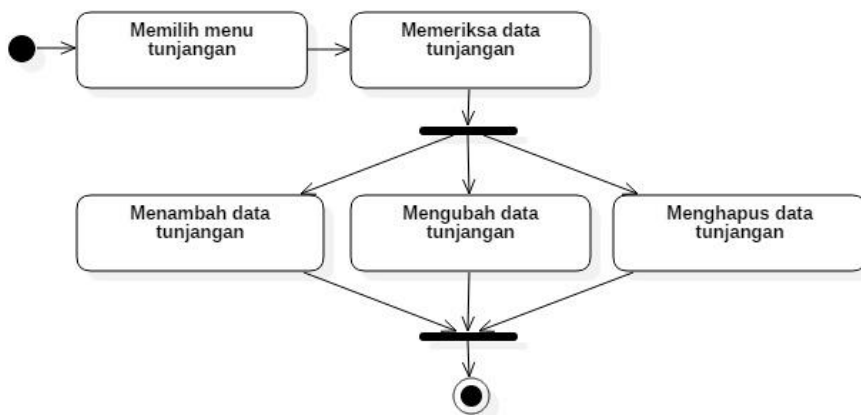 Memilih menu
tunjangan
Memeriksa data
tunjangan
Menambah data
tunjangan
Mengubah data
tunjangan
Menghapus data
tunjangan